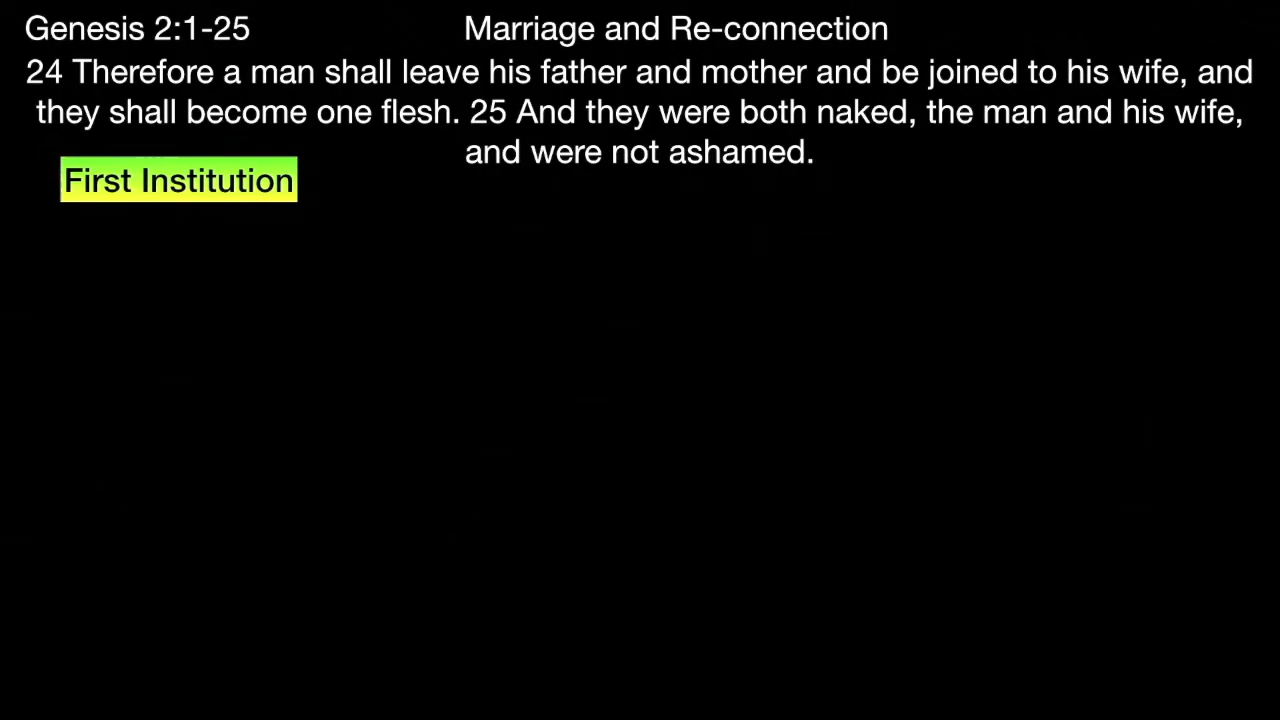 Genesis 2:1-25 Marriage and Re-connection
24 Therefore a man shall leave his father and mother and be joined to his wife, and
they shall become one flesh. 25 And they were both naked, the man and his wife,
and were not ashamed.
First Institution